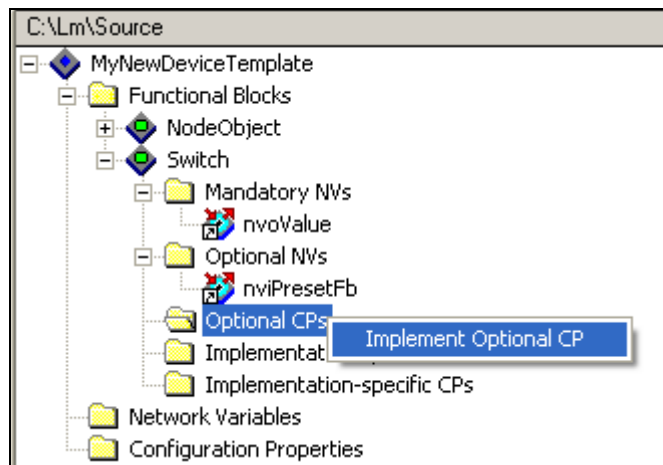 C:\Lm\Source
MyNewDeviceTemplate
Functional Blocks
NodeObject
Switch
Mandatory NVs
nvoValue
Optional NVs
nviPresetFb
Optional CPs
Implement Optional CP
Implementat
Implementation-specific CPs
Network Variables
Configuration Properties